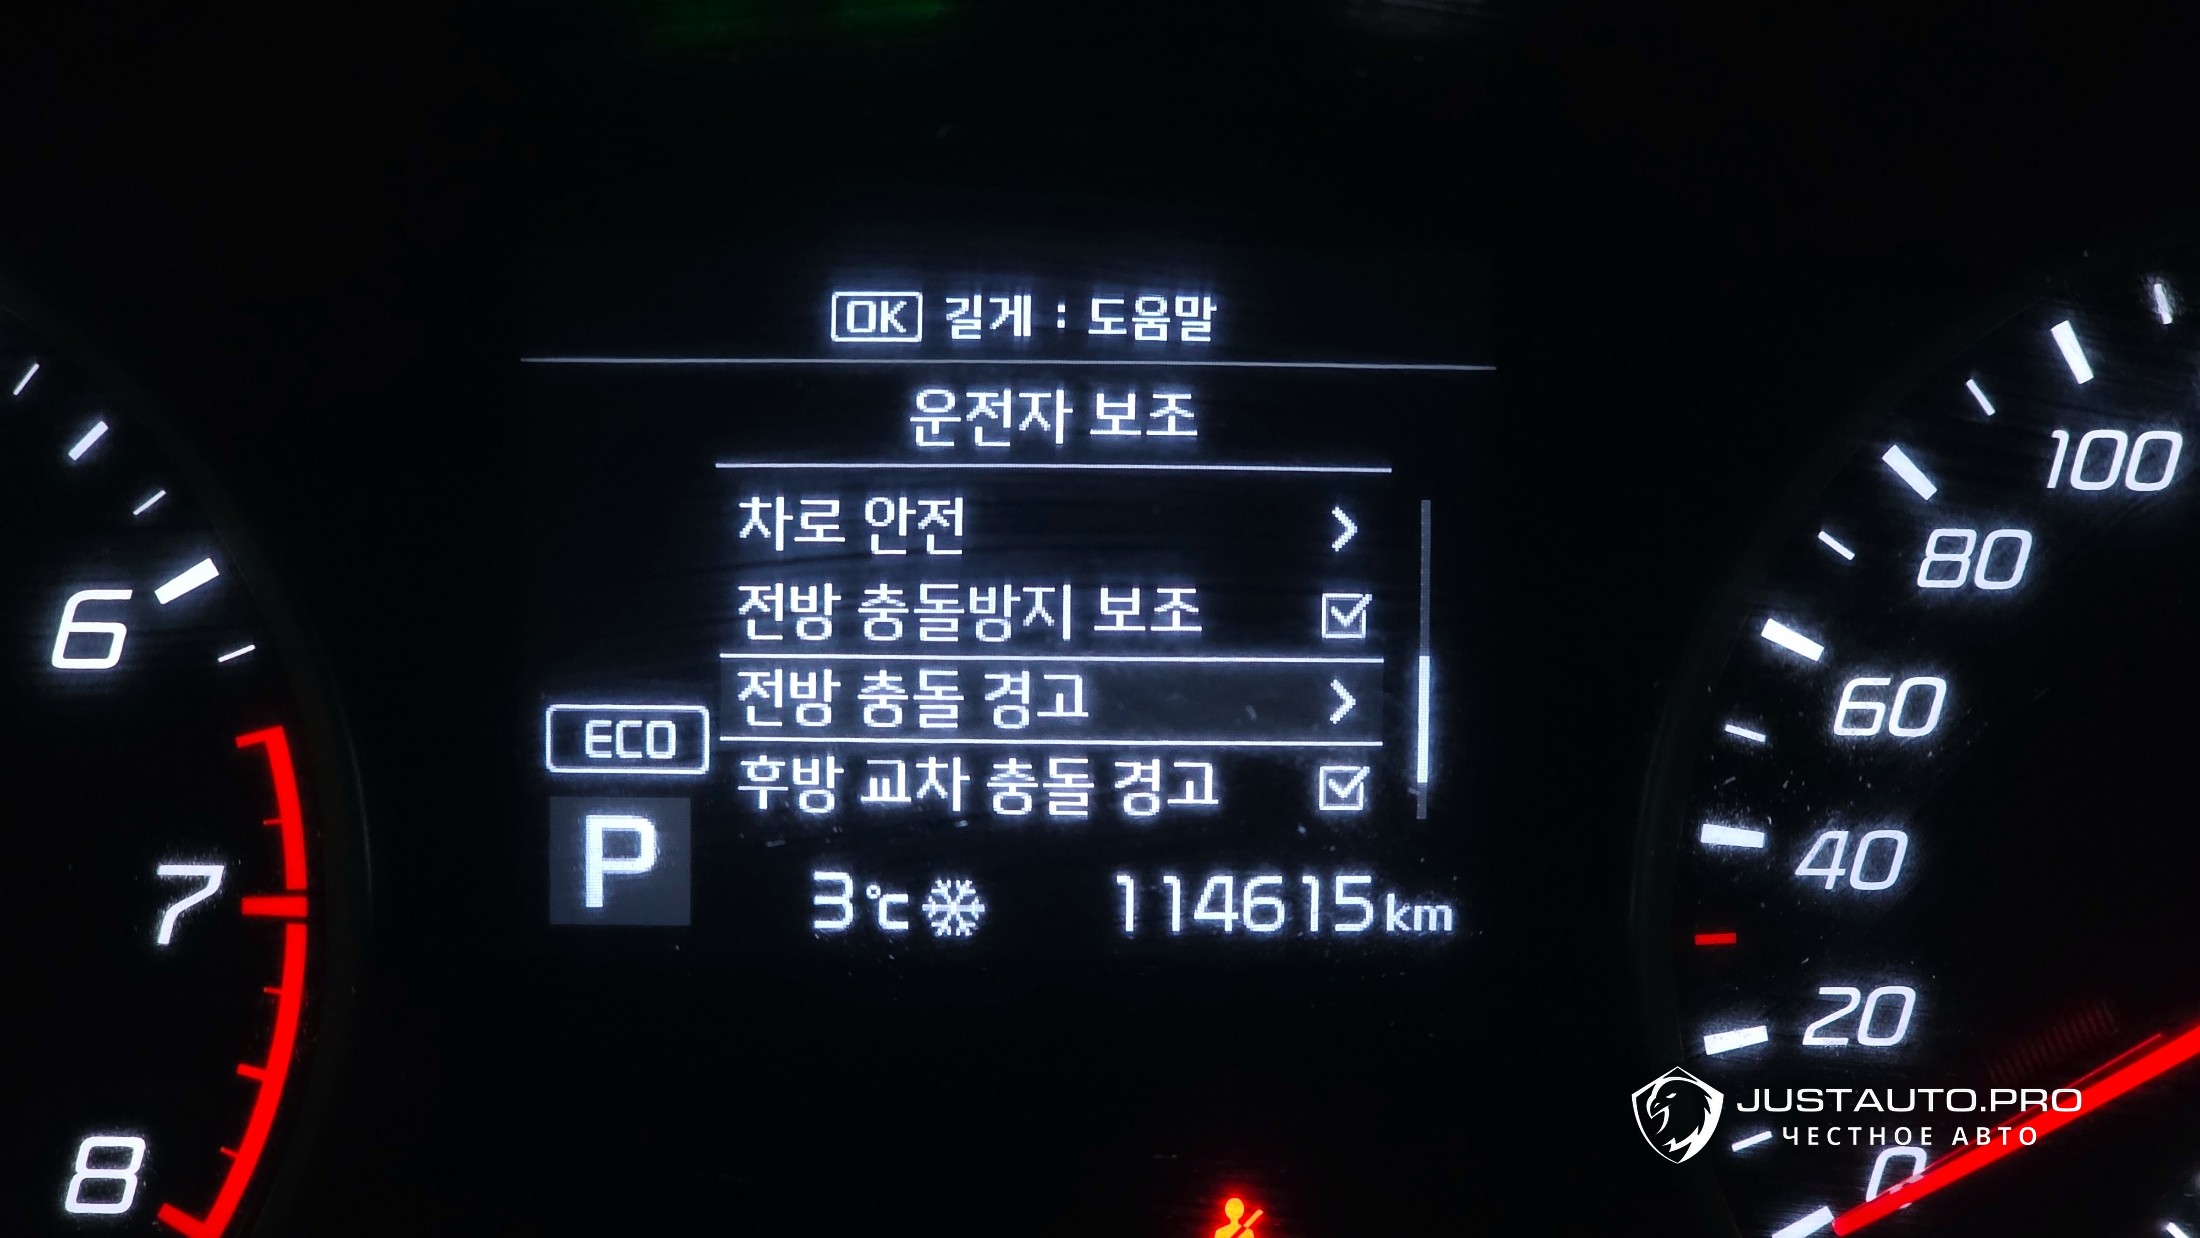 OK 길게 : 도움말
운전자 보조
차로 안전 >
전방 충돌방지 보조
전방 충돌 경고 >
후방 교차 충돌 경고
ECO
P
3℃
114615km
6
7
8
100
80
60
40
20
0
JUSTAUTO.PRO
ЧЕСТНОЕ АВТО